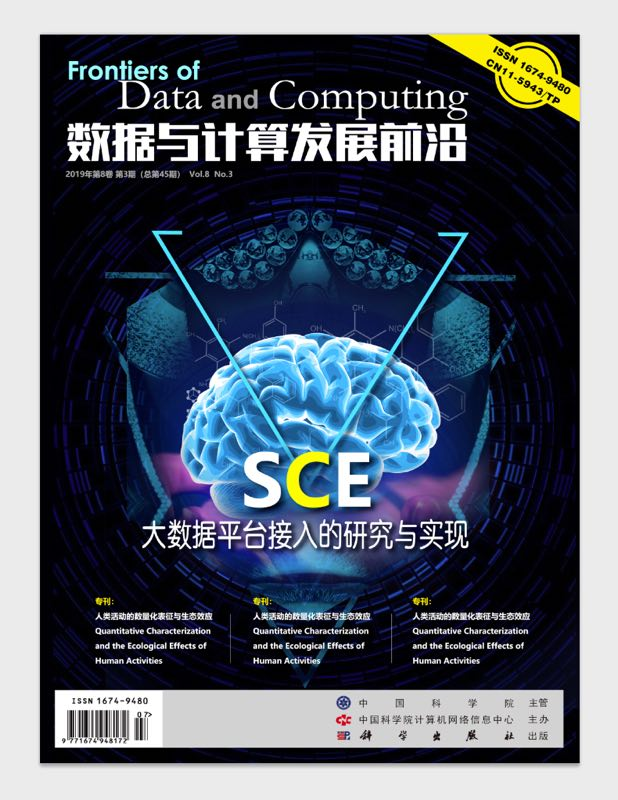 Frontiers of
Data and Computing
数据与计算发展前沿
2019年第8卷 第3期（总第45期） Vol.8 No.3
ISSN 1674-9480
CN11-5943/TP
CH₃
OH
CH₃
OH
N(CH₃)
SCE
大数据平台接入的研究与实现
专刊：
人类活动的数量化表征与生态效应
Quantitative Characterization
and the Ecological Effects of
Human Activities
专刊：
人类活动的数量化表征与生态效应
Quantitative Characterization
and the Ecological Effects of
Human Activities
专刊：
人类活动的数量化表征与生态效应
Quantitative Characterization
and the Ecological Effects of
Human Activities
ISSN 1674-9480
07>
9 771674 948172
中国科学院 主管
中国科学院计算机网络信息中心 主办
科学出版社 出版